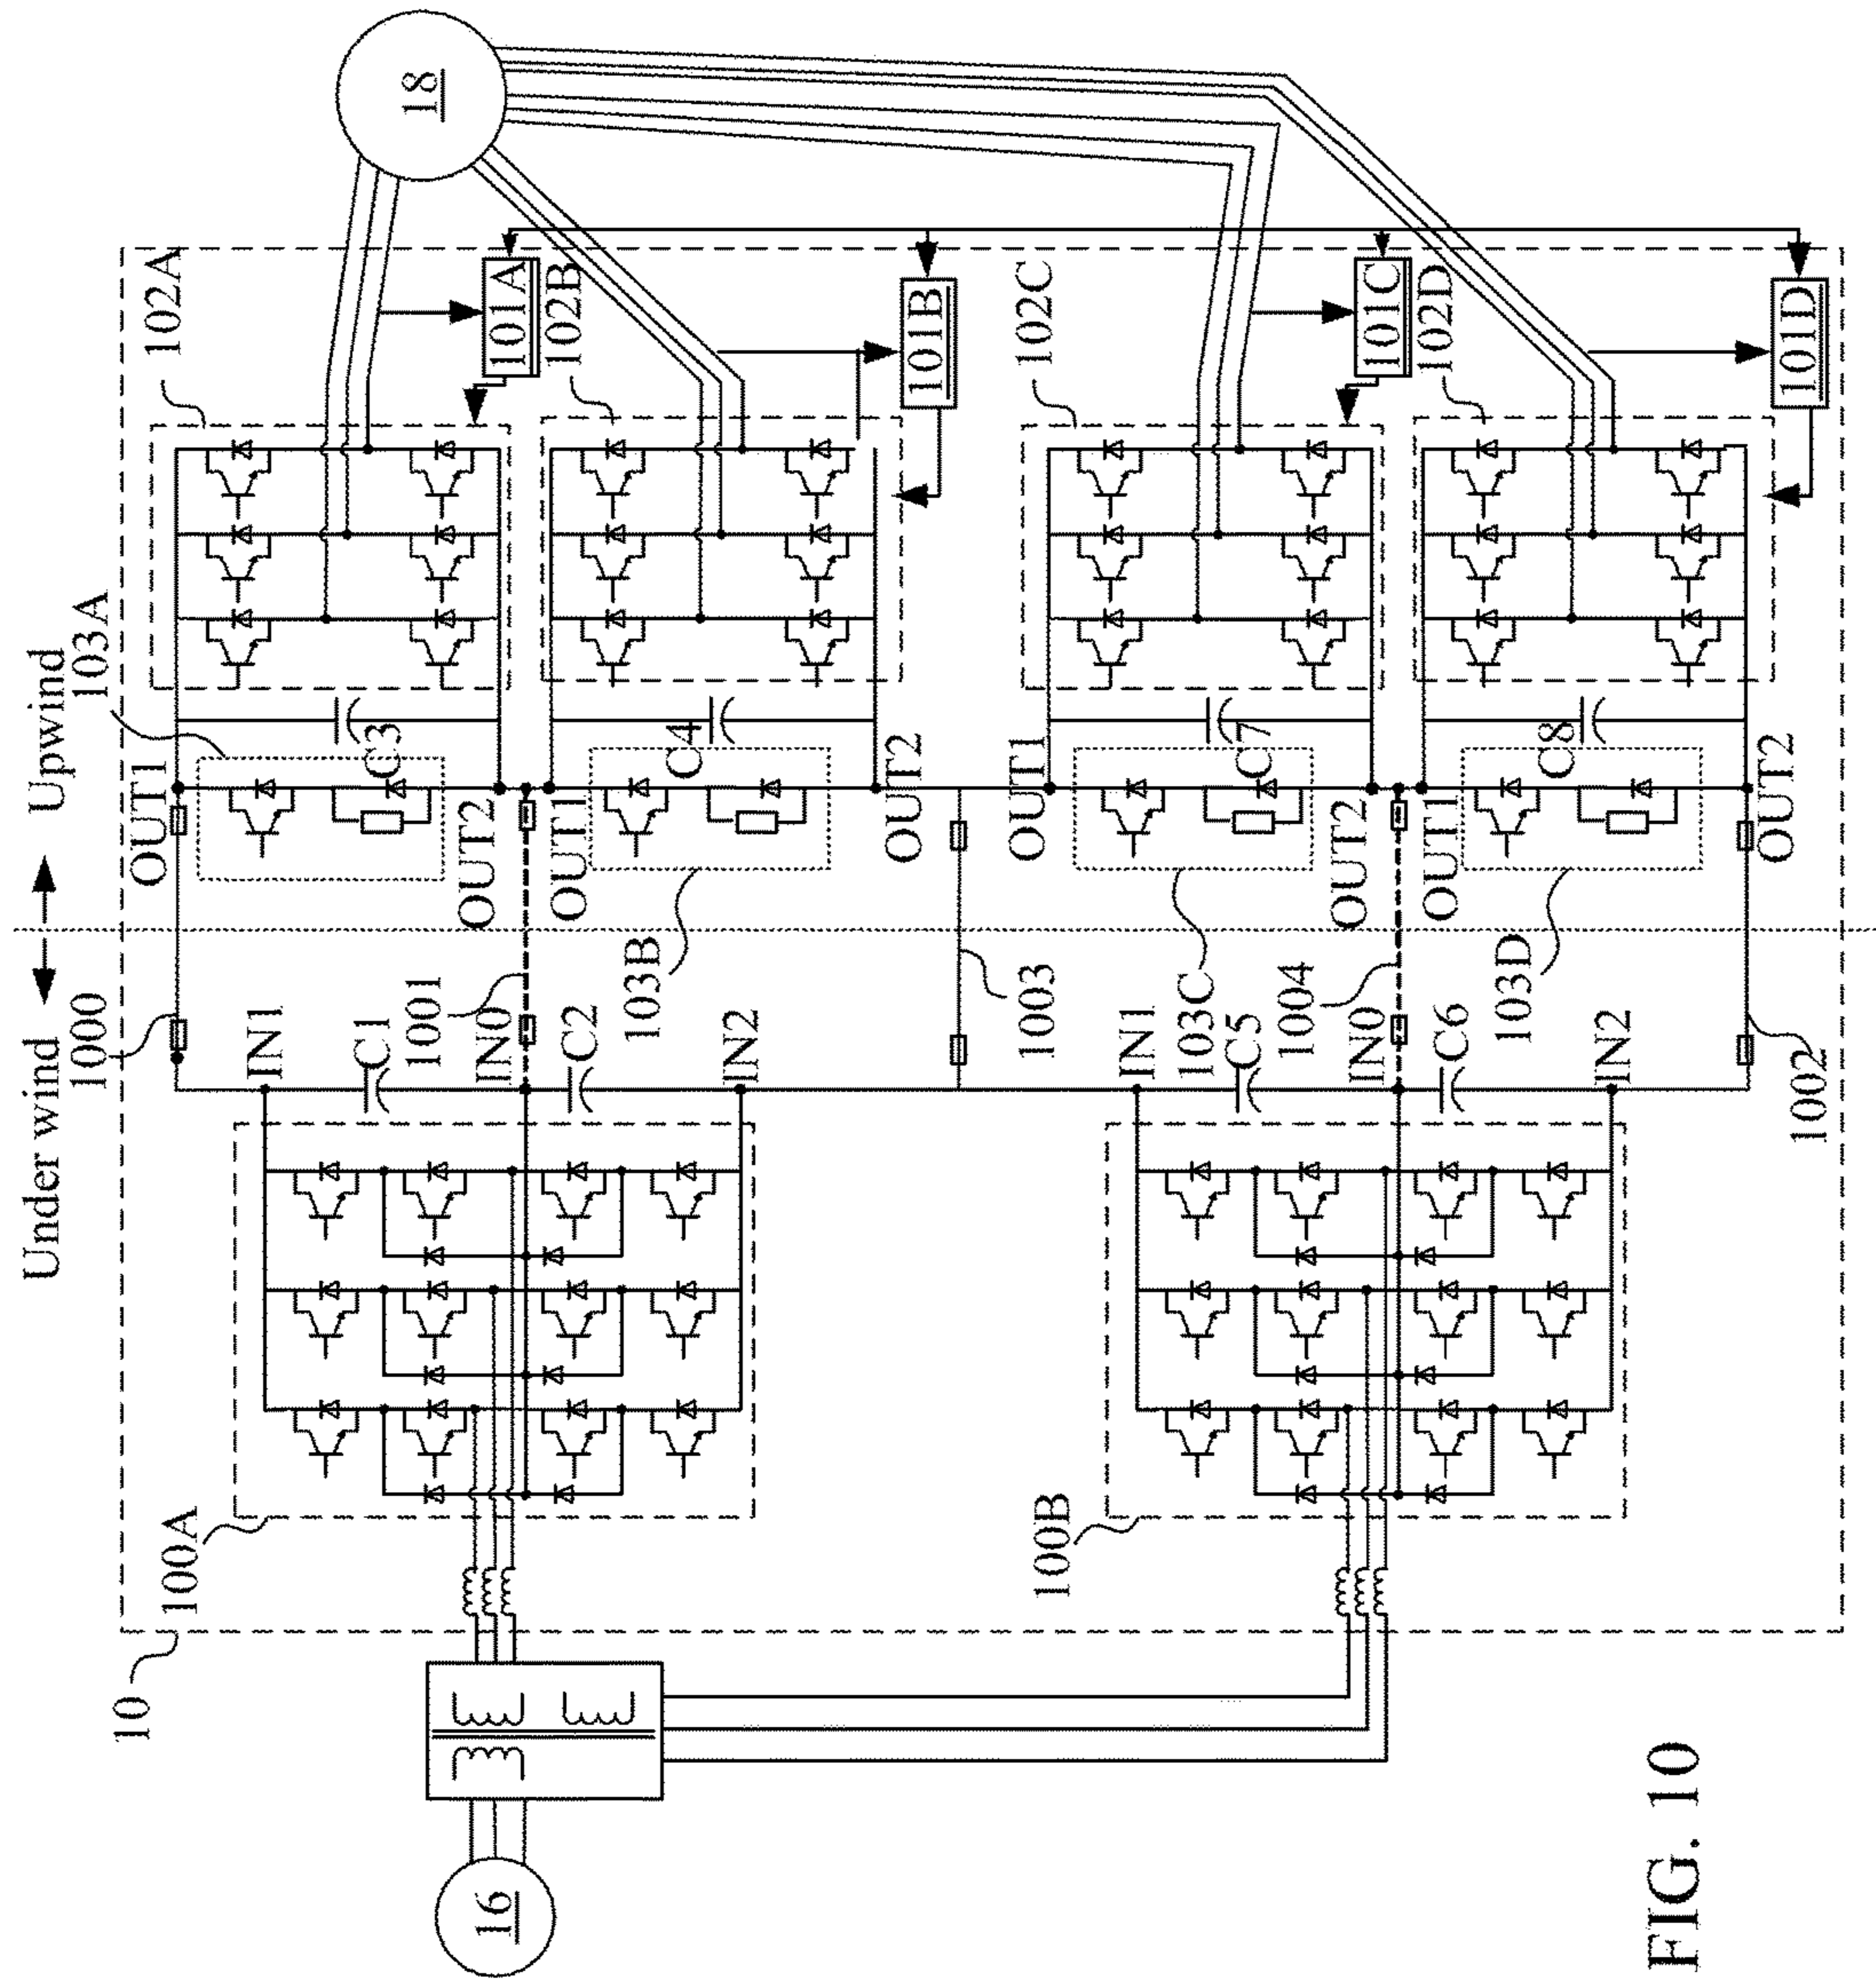 Under wind
Upwind
1000
OUT1
103A
102A
10
100A
IN1
C1
1001
IN0
C2
103B
IN2
OUT2
OUT1
C3
C4
OUT2
101A
102B
101B
18
16
1003
OUT1
102C
100B
IN1
C5
103C
1004
IN0
C6
103D
IN2
1002
OUT2
OUT1
C7
C8
OUT2
101C
102D
101D
FIG. 10